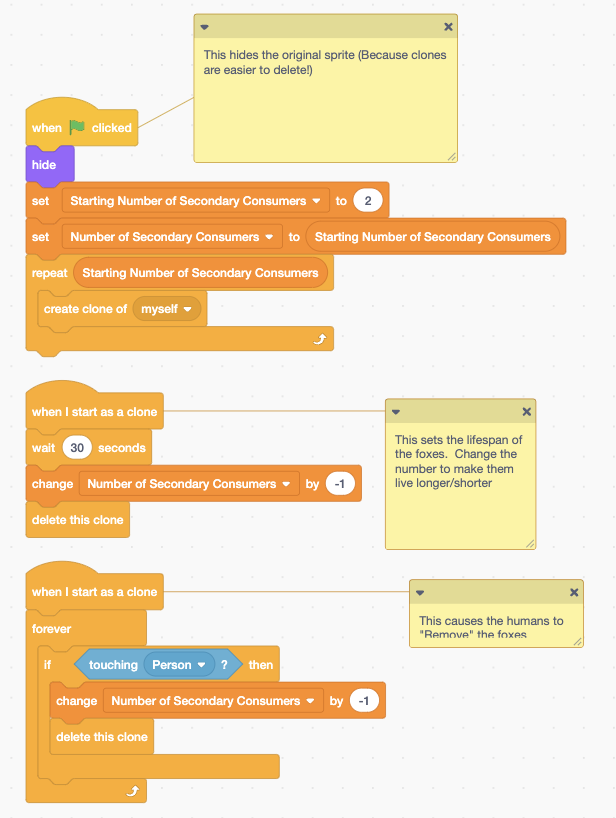 This hides the original sprite (Because clones
are easier to delete!)
when clicked
hide
set Starting Number of Secondary Consumers to 2
set Number of Secondary Consumers to Starting Number of Secondary Consumers
repeat Starting Number of Secondary Consumers
create clone of myself
when I start as a clone
wait 30 seconds
change Number of Secondary Consumers by -1
delete this clone
This sets the lifespan of
the foxes. Change the
number to make them
live longer/shorter
when I start as a clone
forever
if touching Person ? then
change Number of Secondary Consumers by -1
delete this clone
This causes the humans to
"Remove" the foxes